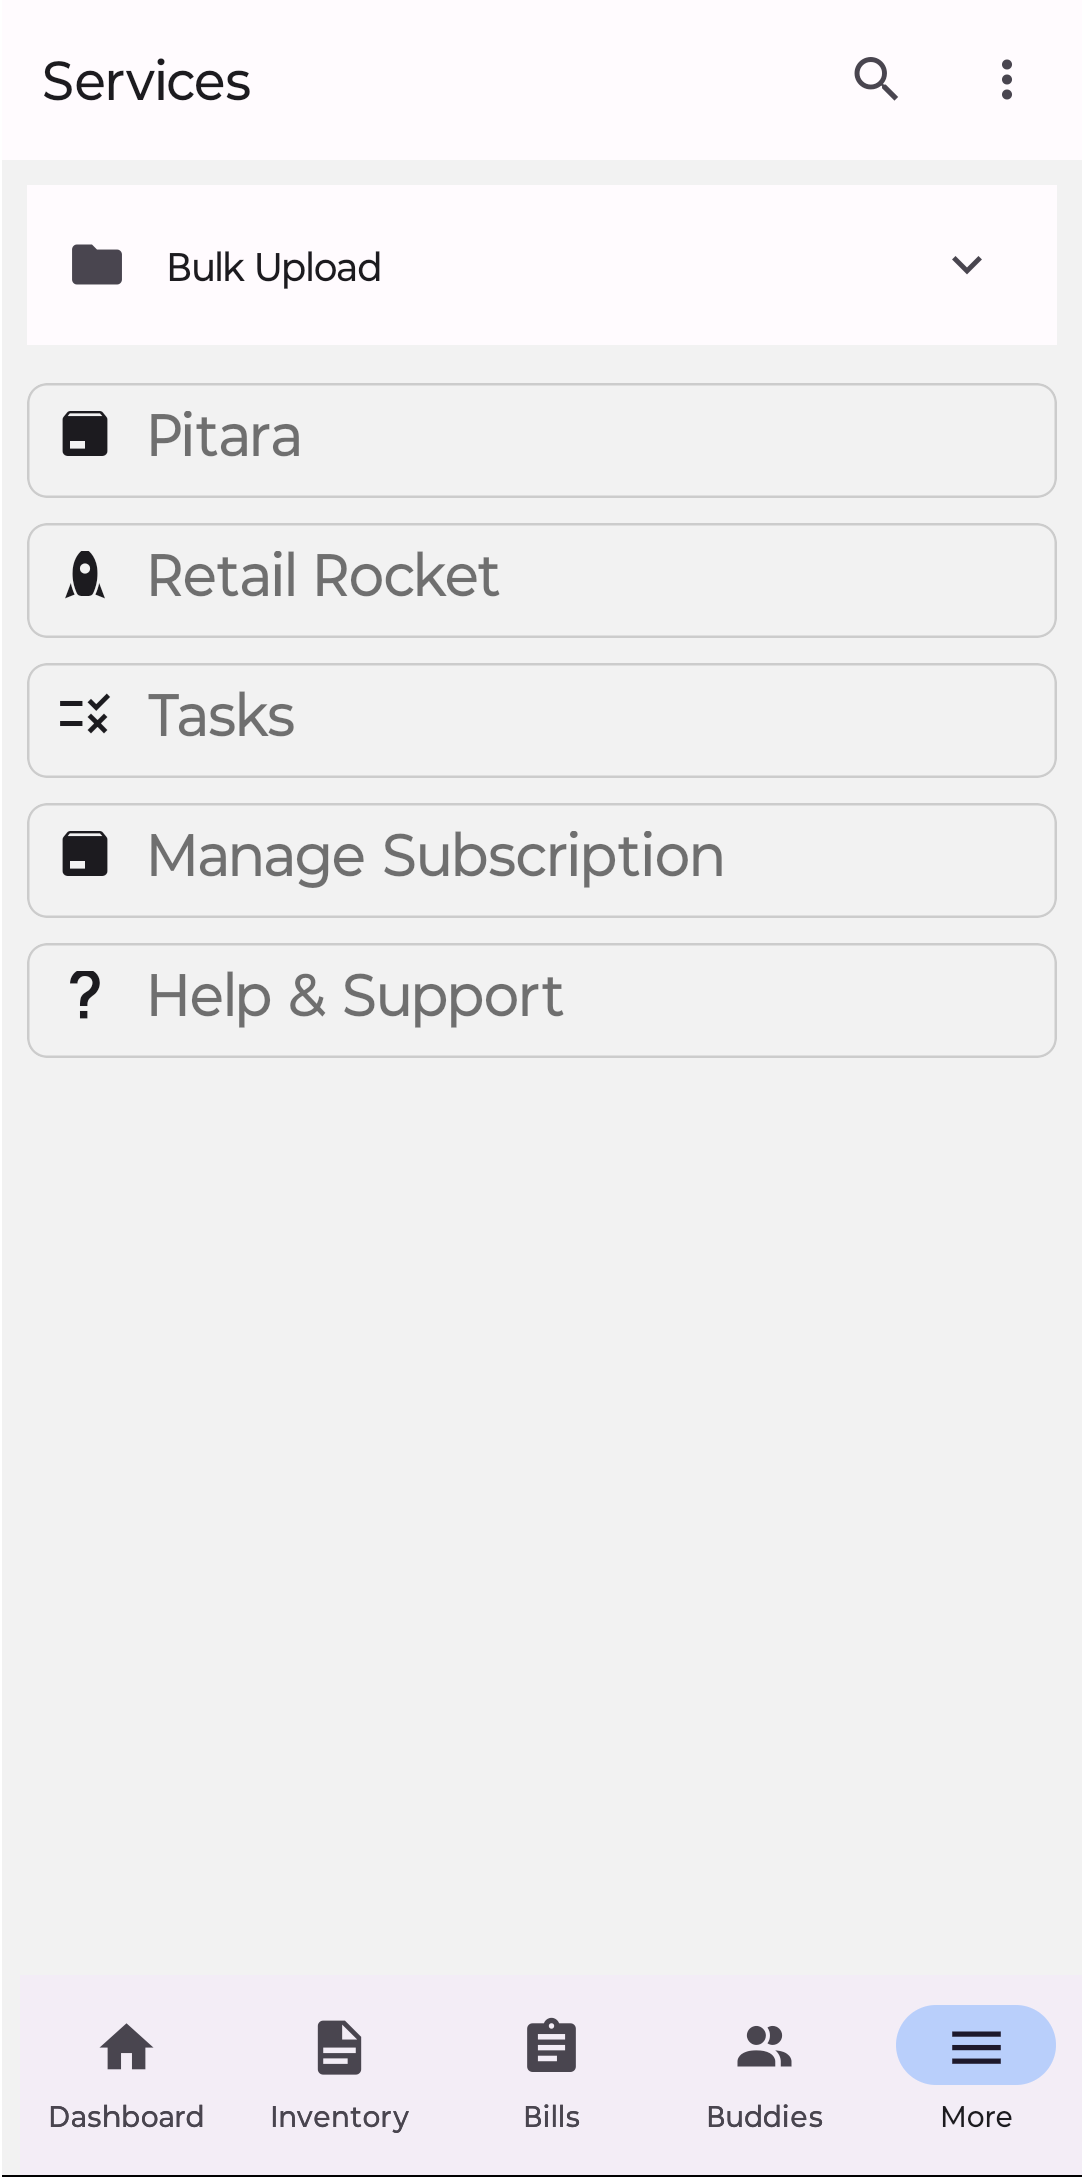 Services
Bulk Upload
Pitara
Retail Rocket
Tasks
Manage Subscription
Help & Support
Dashboard Inventory Bills Buddies More